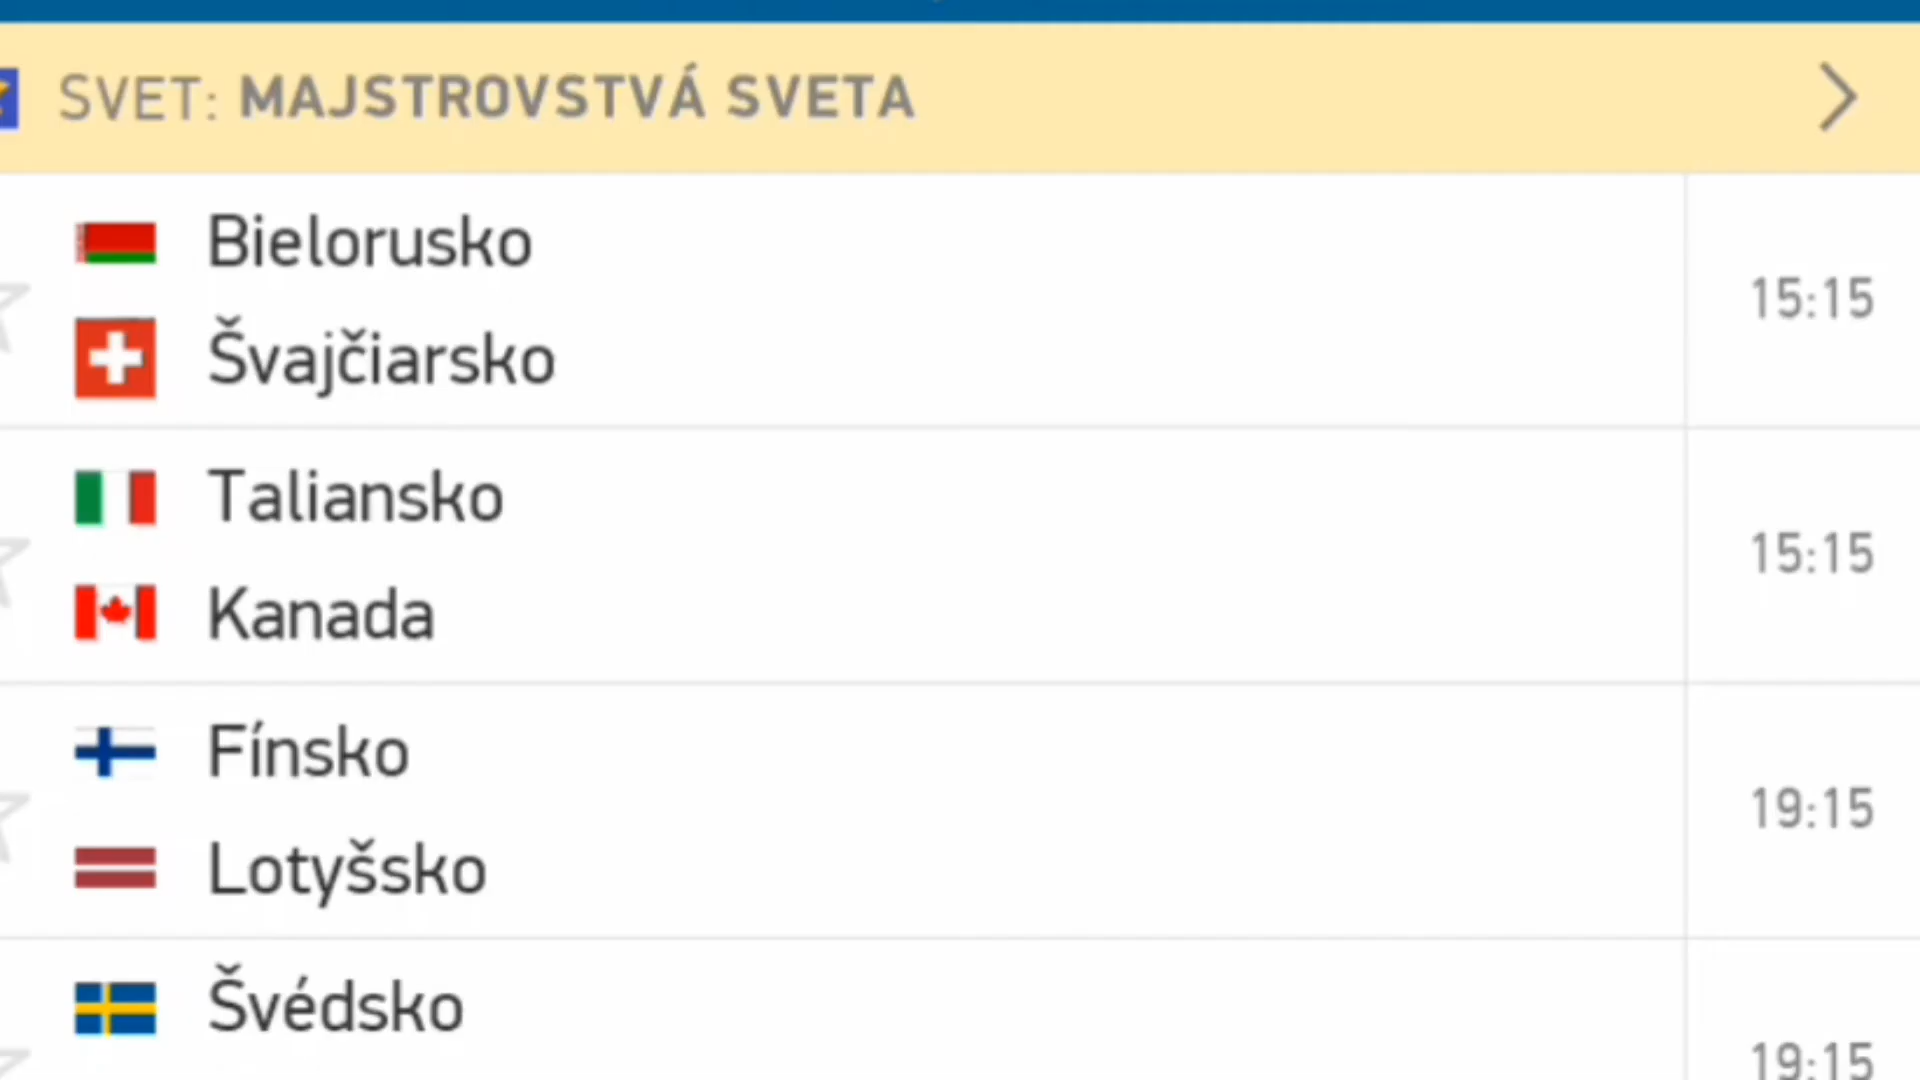 SVET: MAJSTROVSTVÁ SVETA
Bielorusko
Švajčiarsko
15:15
Taliansko
Kanada
15:15
Fínsko
Lotyšsko
19:15
Švédsko
19:15